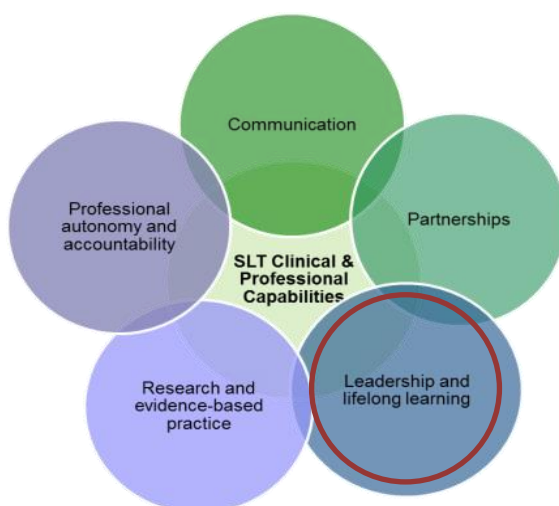 Communication
Partnerships
Professional
autonomy and
accountability
SLT Clinical &
Professional
Capabilities
Leadership and
lifelong learning
Research and
evidence-based
practice